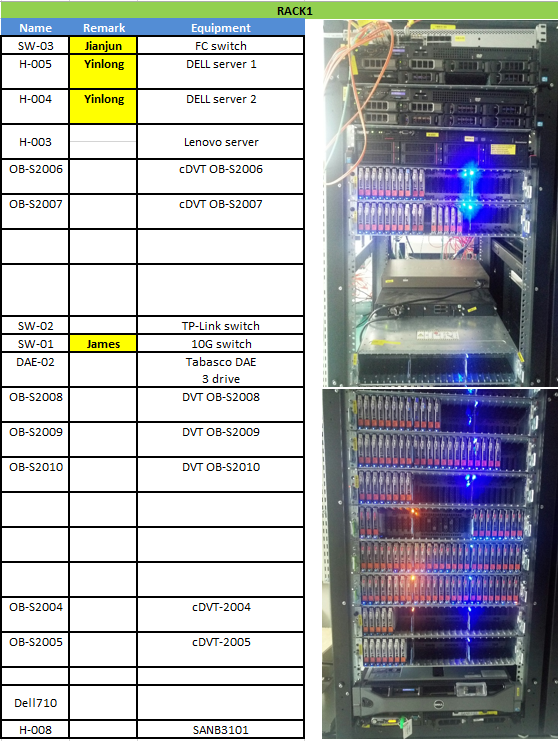 RACK1
Name Remark Equipment
SW-03 Jianjun FC switch
H-005 Yinlong DELL server 1
H-004 Yinlong DELL server 2
H-003 Lenovo server
OB-S2006 cDVT OB-S2006
OB-S2007 cDVT OB-S2007
SW-02 TP-Link switch
SW-01 James 10G switch
DAE-02 Tabasco DAE
3 drive
OB-S2008 DVT OB-S2008
OB-S2009 DVT OB-S2009
OB-S2010 DVT OB-S2010
OB-S2004 cDVT-2004
OB-S2005 cDVT-2005
Dell710
H-008 SANB3101